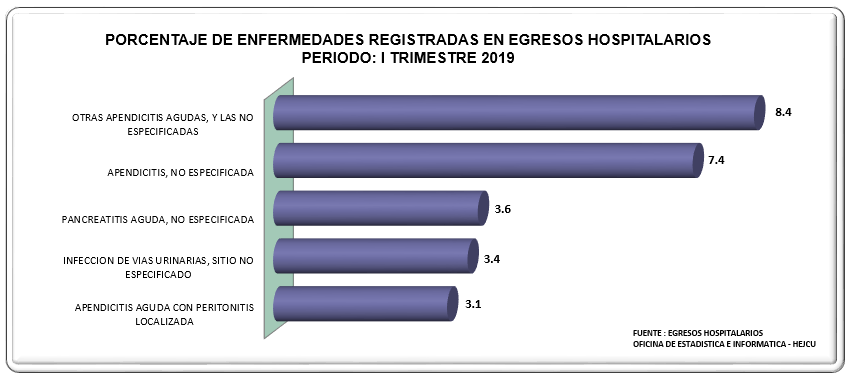 PORCENTAJE DE ENFERMEDADES REGISTRADAS EN EGRESOS HOSPITALARIOS
PERIODO: I TRIMESTRE 2019
OTRAS APENDICITIS AGUDAS, Y LAS NO
ESPECIFICADAS
8.4
APENDICITIS, NO ESPECIFICADA
7.4
PANCREATITIS AGUDA, NO ESPECIFICADA
3.6
INFECCION DE VIAS URINARIAS, SITIO NO
ESPECIFICADO
3.4
APENDICITIS AGUDA CON PERITONITIS
LOCALIZADA
3.1
FUENTE : EGRESOS HOSPITALARIOS
OFICINA DE ESTADISTICA E INFORMATICA - HEJCU